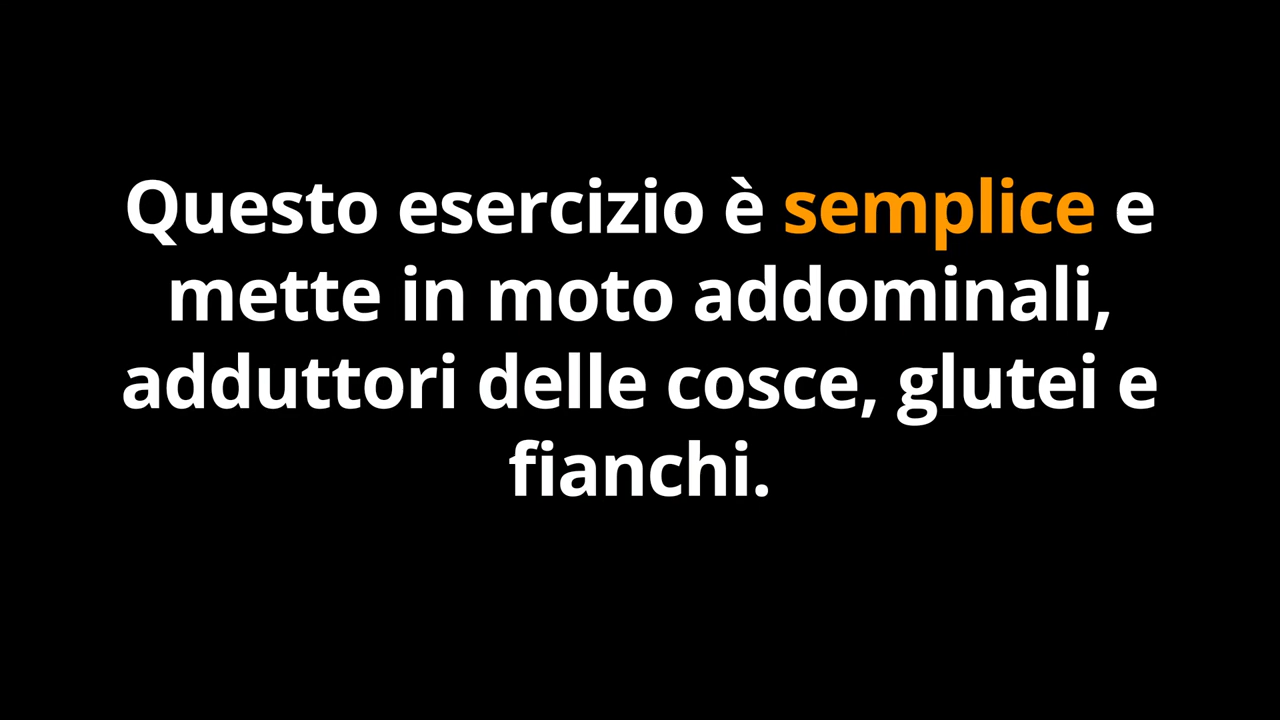 Questo esercizio è semplice e
mette in moto addominali,
adduttori delle cosce, glutei e
fianchi.